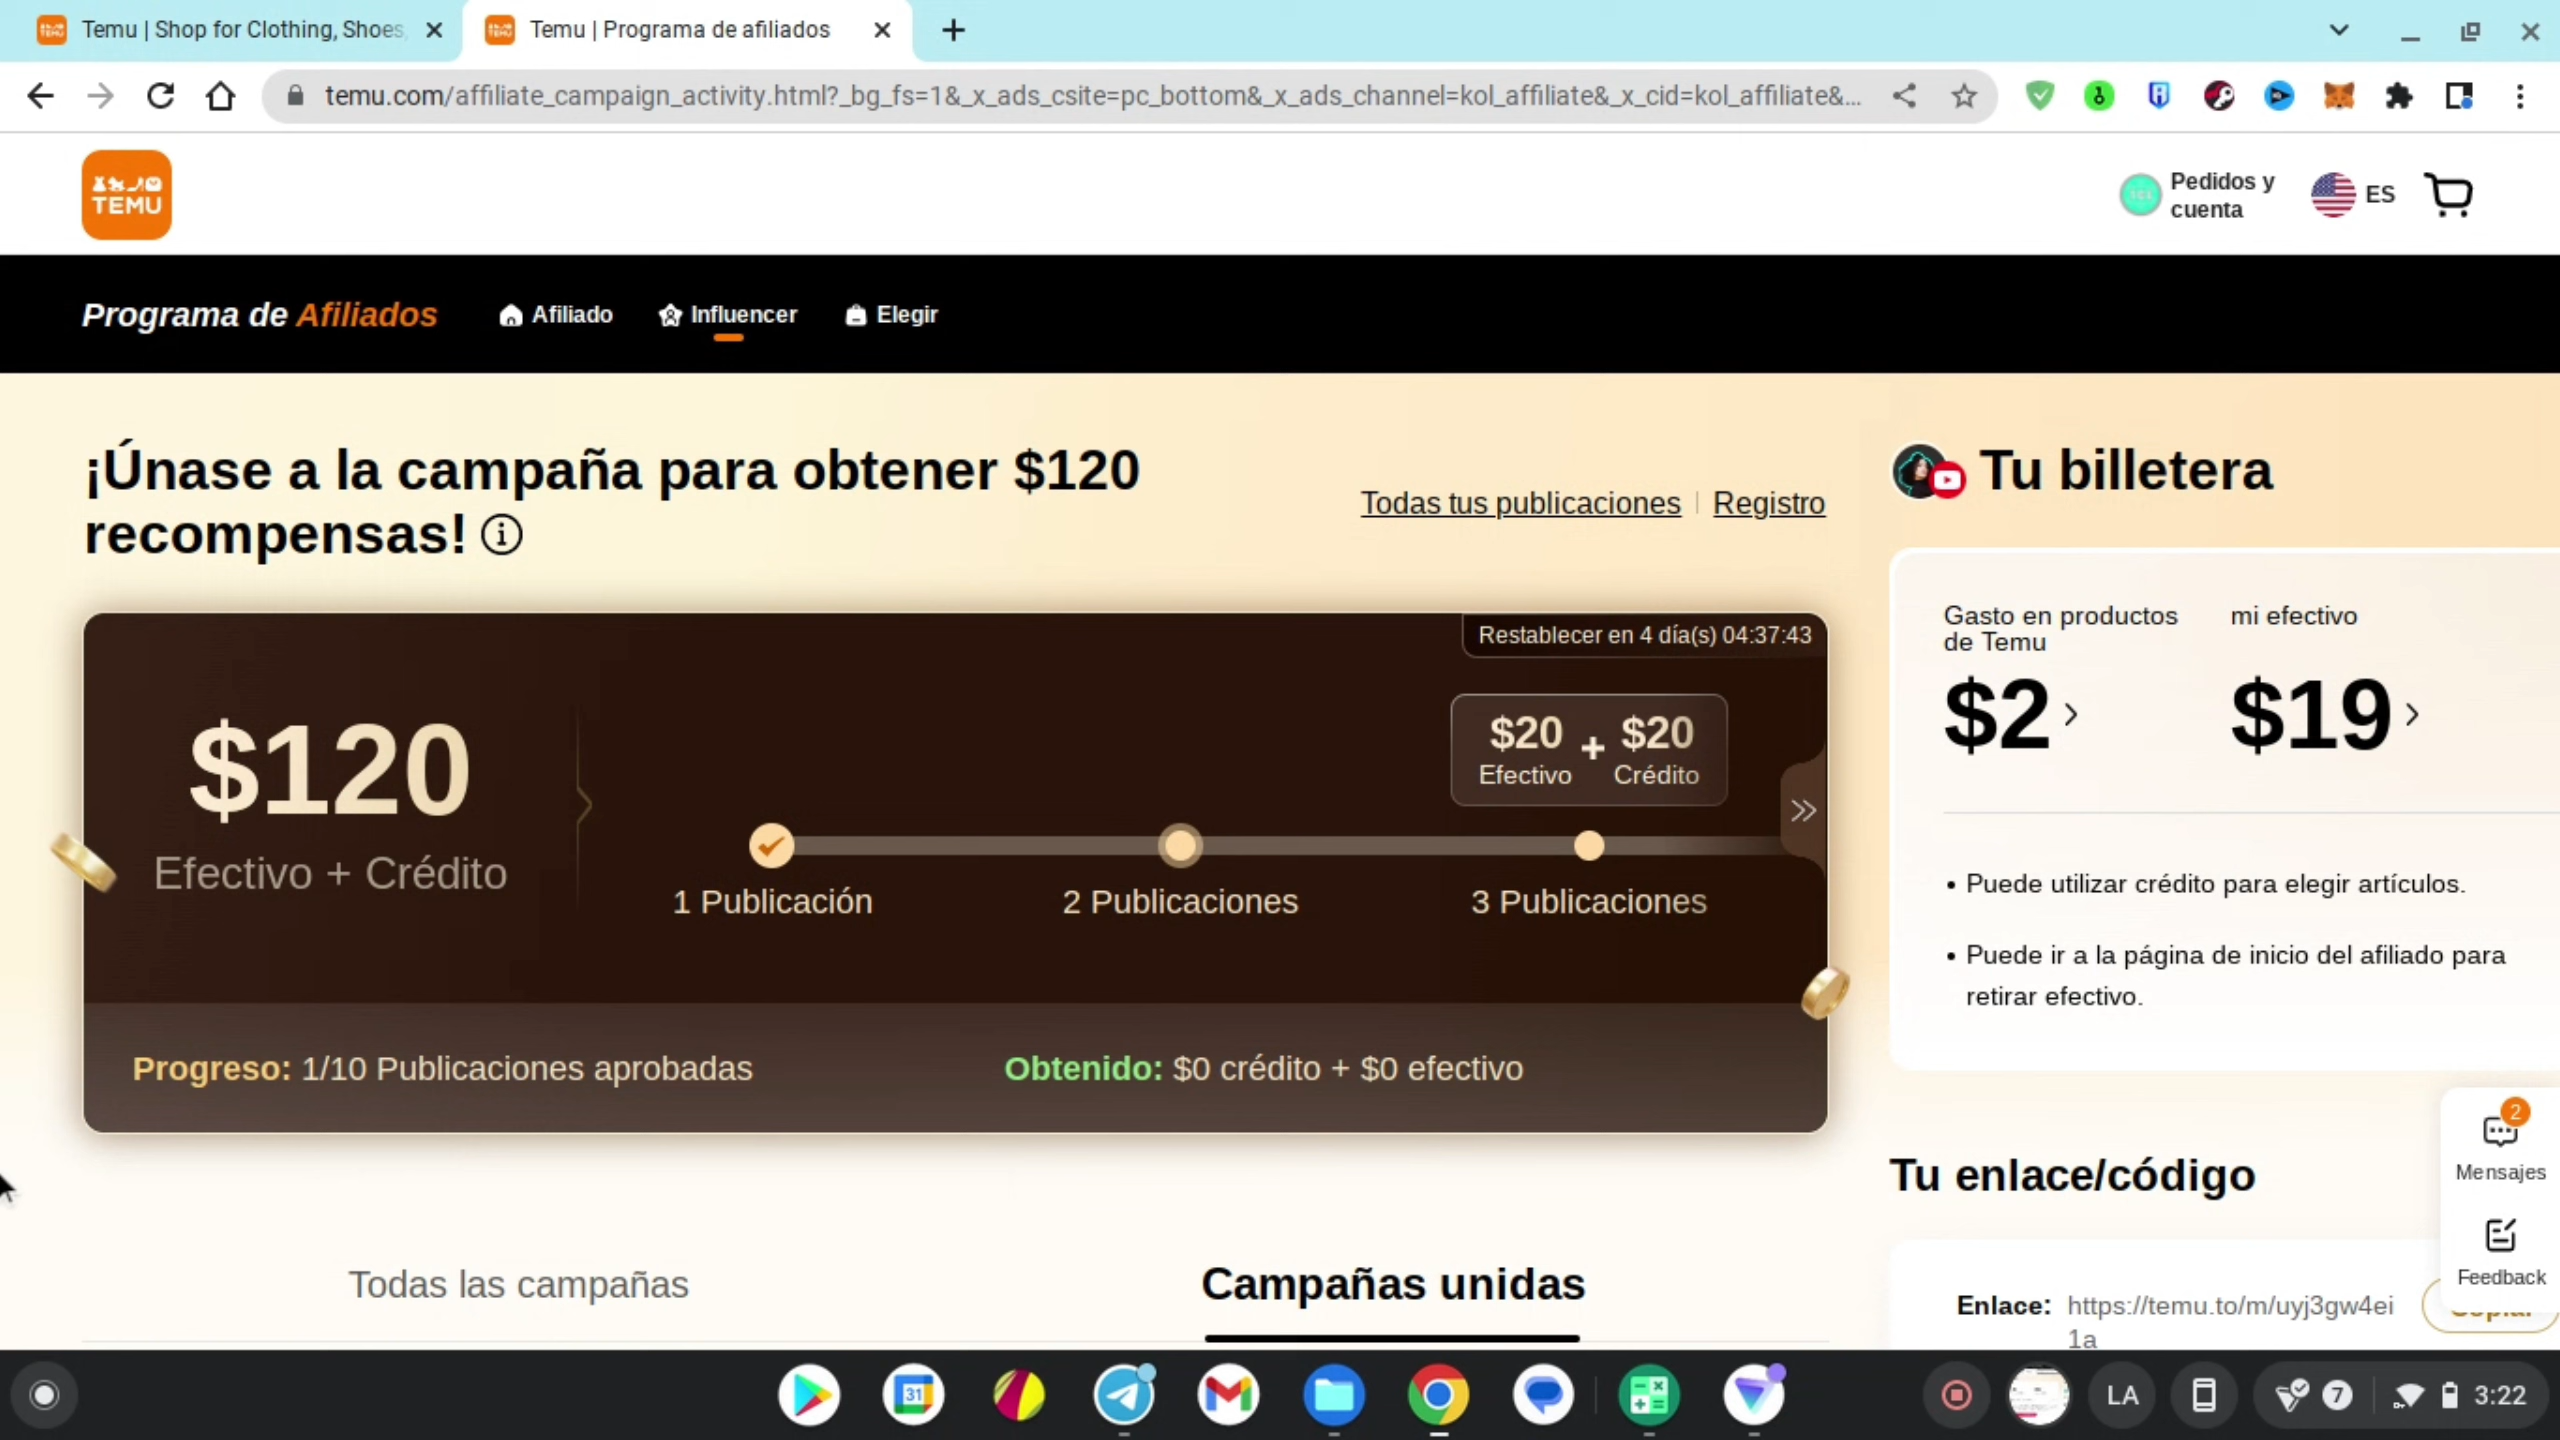 Temu | Shop for Clothing, Shoes,
Temu | Programa de afiliados
temu.com/affiliate_campaign_activity.html?_bg_fs=1&_x_ads_csite=pc_bottom&_x_ads_channel=kol_affiliate&_x_cid=kol_affiliate&...
TEMU
Pedidos y
cuenta
ES
Programa de Afiliados
Afiliado
Influencer
Elegir
¡Únase a la campaña para obtener $120
recompensas!
Todas tus publicaciones
Registro
Tu billetera
Restablecer en 4 día(s) 04:37:43
$120
Efectivo + Crédito
$20 + $20
Efectivo Crédito
1 Publicación
2 Publicaciones
3 Publicaciones
Progreso: 1/10 Publicaciones aprobadas
Obtenido: $0 crédito + $0 efectivo
Gasto en productos
de Temu
mi efectivo
$2
$19
• Puede utilizar crédito para elegir artículos.
• Puede ir a la página de inicio del afiliado para
retirar efectivo.
2
Mensajes
Feedback
Tu enlace/código
Enlace: https://temu.to/m/uyj3gw4ei
1a
Todas las campañas
Campañas unidas
31
LA
7
3:22